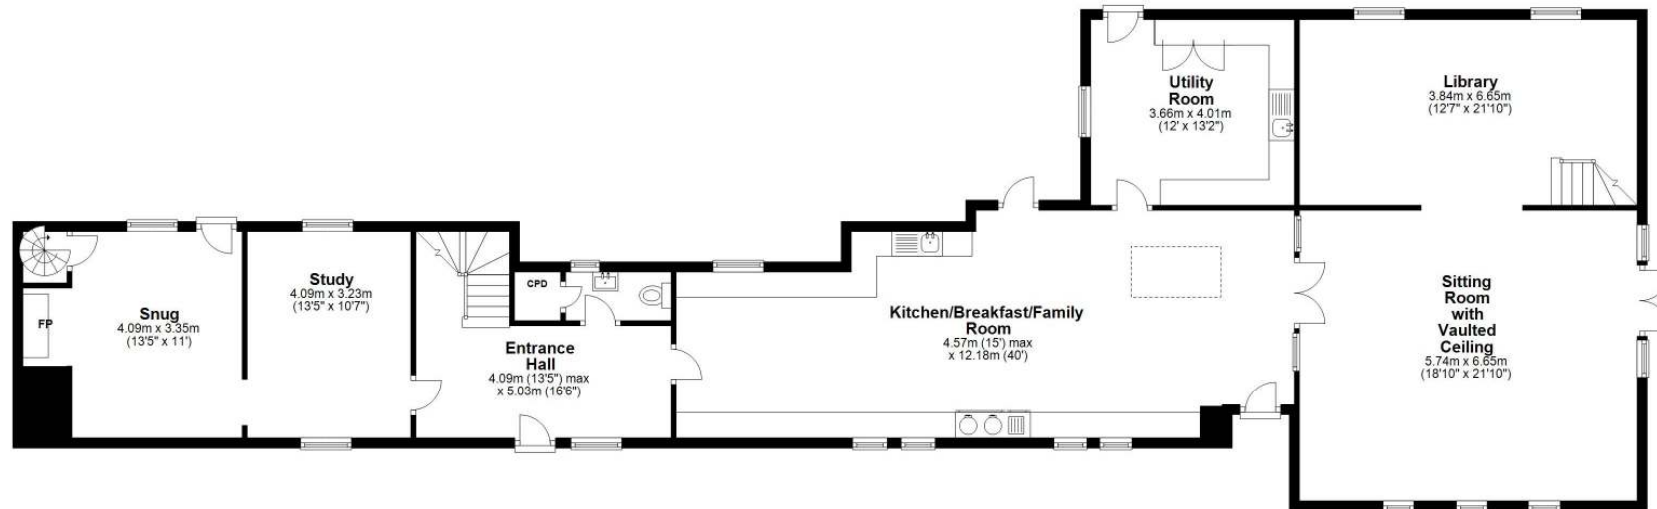 Utility
Room
3.66m x 4.01m
(12' x 13'2")
Library
3.84m x 6.65m
(12'7" x 21'10")
Snug
4.09m x 3.35m
(13'5" x 11')
FP
Study
4.09m x 3.23m
(13'5" x 10'7")
CPD
Entrance
Hall
4.09m (13'5") max
x 5.03m (16'6")
Kitchen/Breakfast/Family
Room
4.57m (15') max
x 12.18m (40')
Sitting
Room
with
Vaulted
Ceiling
5.74m x 6.65m
(18'10" x 21'10")